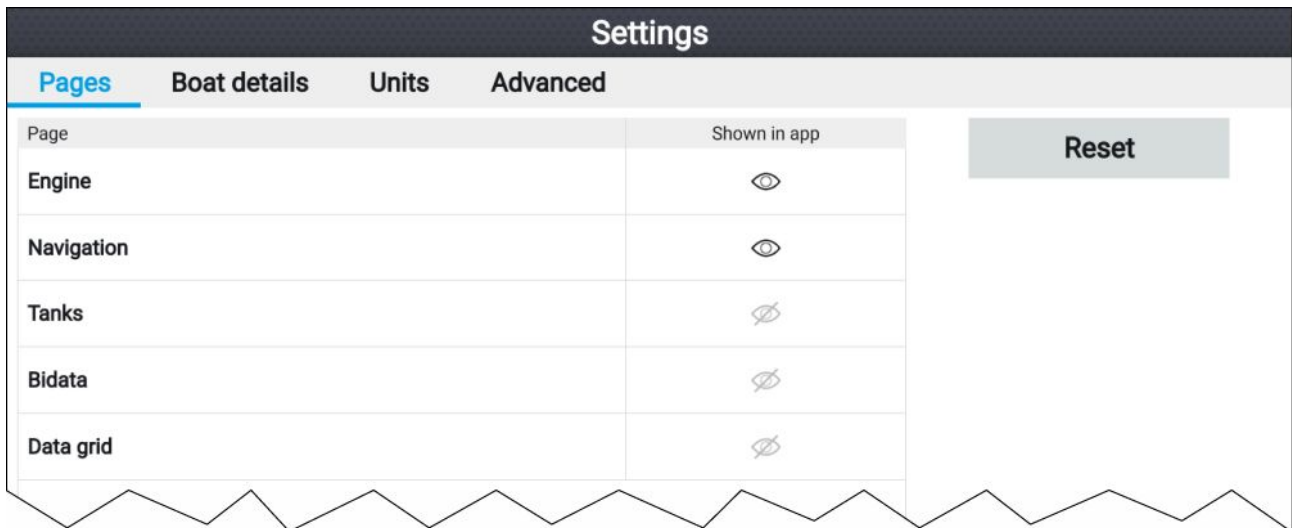 Settings
Pages Boat details Units Advanced
Page Shown in app
Reset
Engine
Navigation
Tanks
Bidata
Data grid